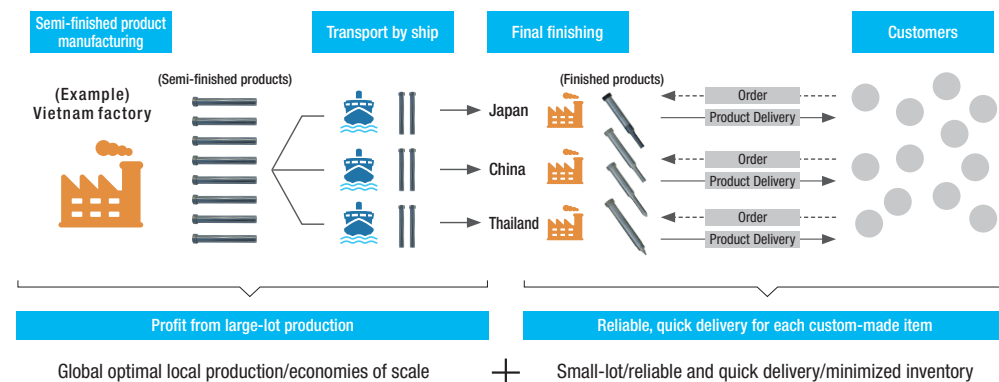 Semi-finished product
manufacturing
Transport by ship
Final finishing
Customers
(Example)
Vietnam factory
(Semi-finished products)
(Finished products)
Japan
Order
Product Delivery
China
Order
Product Delivery
Thailand
Order
Product Delivery
Profit from large-lot production
Reliable, quick delivery for each custom-made item
Global optimal local production/economies of scale
+
Small-lot/reliable and quick delivery/minimized inventory